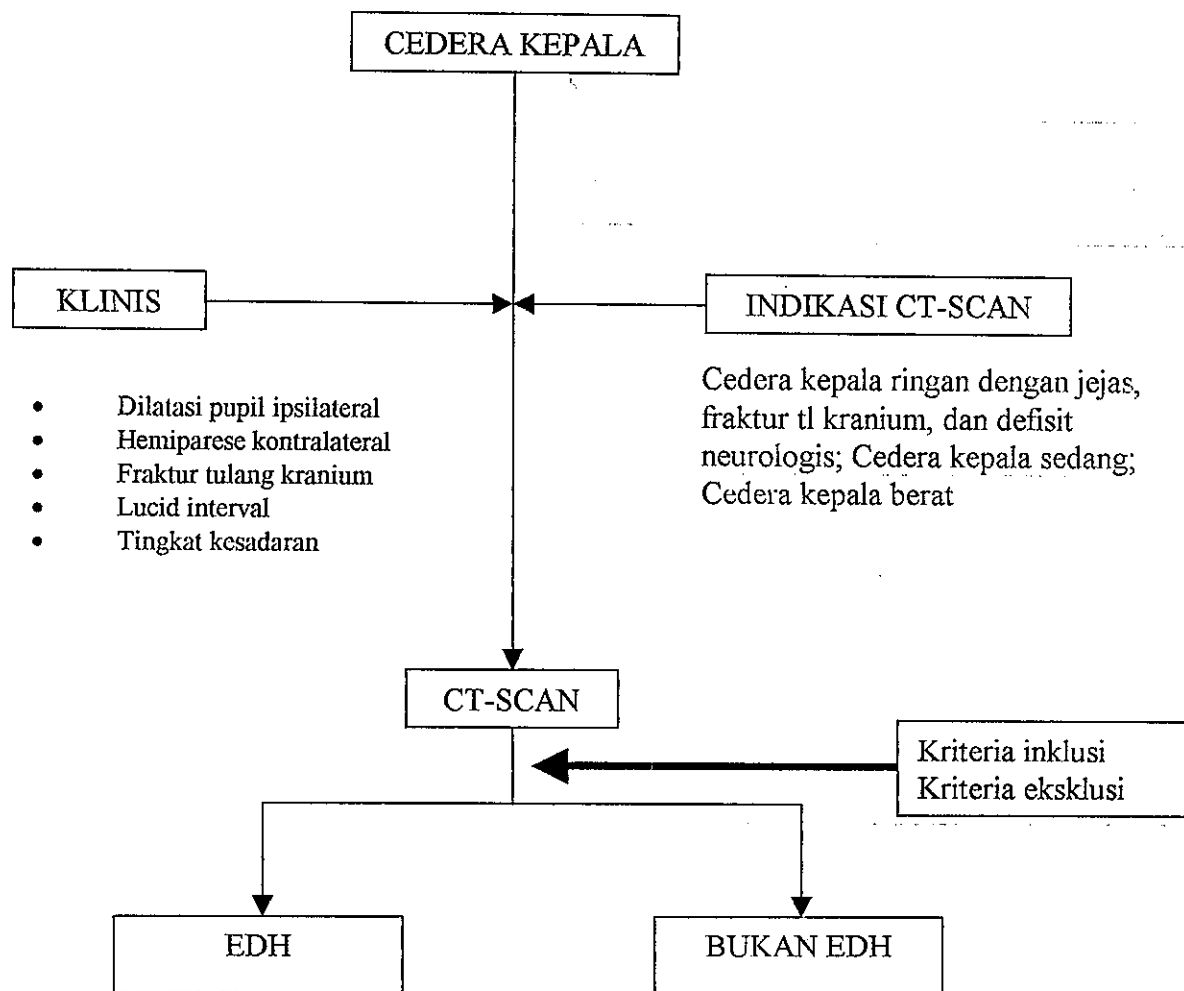 CEDERA KEPALA
KLINIS
INDIKASI CT-SCAN
• Dilatasi pupil ipsilateral
• Hemiparese kontralateral
• Fraktur tulang kranium
• Lucid interval
• Tingkat kesadaran
Cedera kepala ringan dengan jejas,
fraktur tl kranium, dan defisit
neurologis; Cedera kepala sedang;
Cedera kepala berat
CT-SCAN
Kriteria inklusi
Kriteria eksklusi
EDH
BUKAN EDH